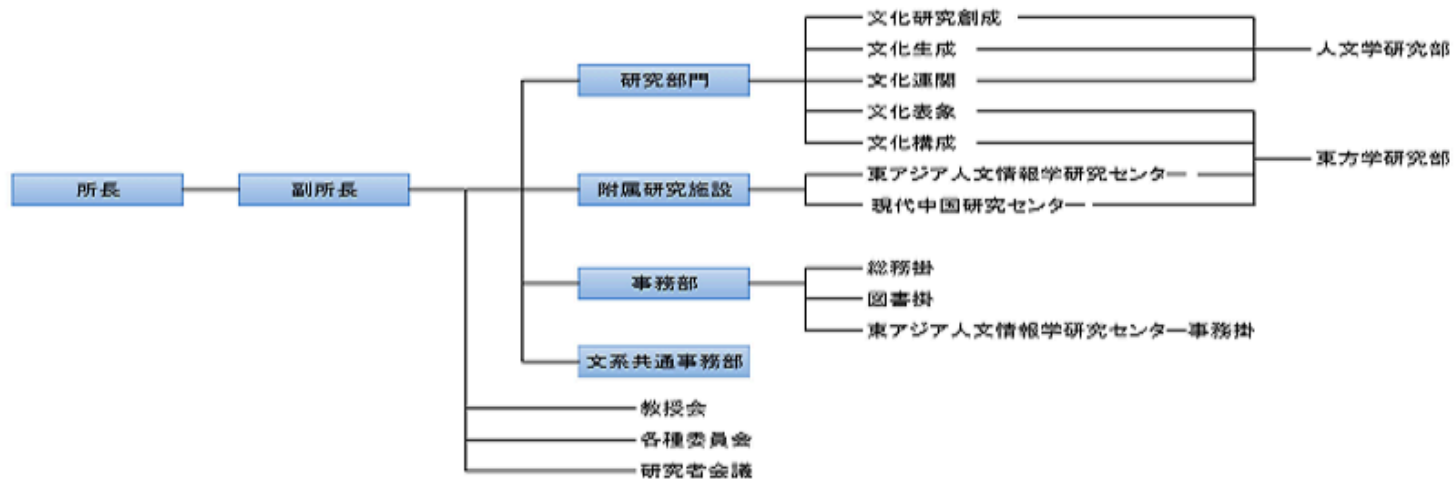 所長
副所長
研究部門
文化研究創成
文化生成
文化連関
文化表象
文化構成
人文学研究部
東方学研究部
附属研究施設
東アジア人文情報学研究センター
現代中国研究センター
事務部
総務掛
図書掛
東アジア人文情報学研究センター事務掛
文系共通事務部
教授会
各種委員会
研究者会議